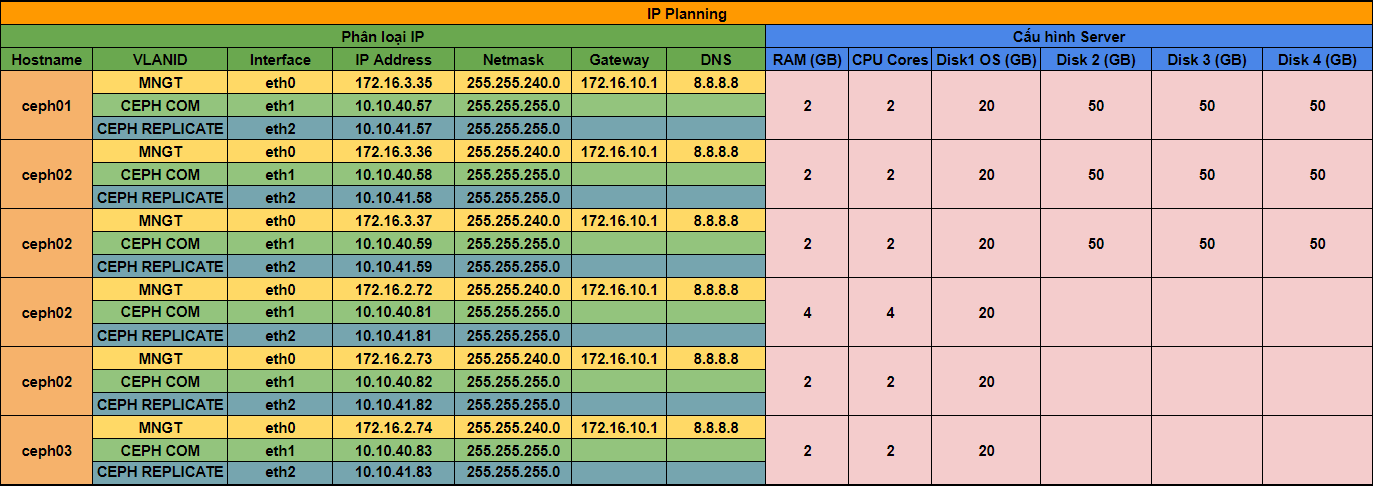 IP Planning
Phân loại IP Cấu hình Server
Hostname VLANID Interface IP Address Netmask Gateway DNS RAM (GB) CPU Cores Disk1 OS (GB) Disk 2 (GB) Disk 3 (GB) Disk 4 (GB)
MNGT eth0 172.16.3.35 255.255.240.0 172.16.10.1 8.8.8.8
ceph01 CEPH COM eth1 10.10.40.57 255.255.255.0 2 2 20 50 50 50
CEPH REPLICATE eth2 10.10.41.57 255.255.255.0
MNGT eth0 172.16.3.36 255.255.240.0 172.16.10.1 8.8.8.8
ceph02 CEPH COM eth1 10.10.40.58 255.255.255.0 2 2 20 50 50 50
CEPH REPLICATE eth2 10.10.41.58 255.255.255.0
MNGT eth0 172.16.3.37 255.255.240.0 172.16.10.1 8.8.8.8
ceph02 CEPH COM eth1 10.10.40.59 255.255.255.0 2 2 20 50 50 50
CEPH REPLICATE eth2 10.10.41.59 255.255.255.0
MNGT eth0 172.16.2.72 255.255.240.0 172.16.10.1 8.8.8.8
ceph02 CEPH COM eth1 10.10.40.81 255.255.255.0 4 4 20
CEPH REPLICATE eth2 10.10.41.81 255.255.255.0
MNGT eth0 172.16.2.73 255.255.240.0 172.16.10.1 8.8.8.8
ceph02 CEPH COM eth1 10.10.40.82 255.255.255.0 2 2 20
CEPH REPLICATE eth2 10.10.41.82 255.255.255.0
MNGT eth0 172.16.2.74 255.255.240.0 172.16.10.1 8.8.8.8
ceph03 CEPH COM eth1 10.10.40.83 255.255.255.0 2 2 20
CEPH REPLICATE eth2 10.10.41.83 255.255.255.0